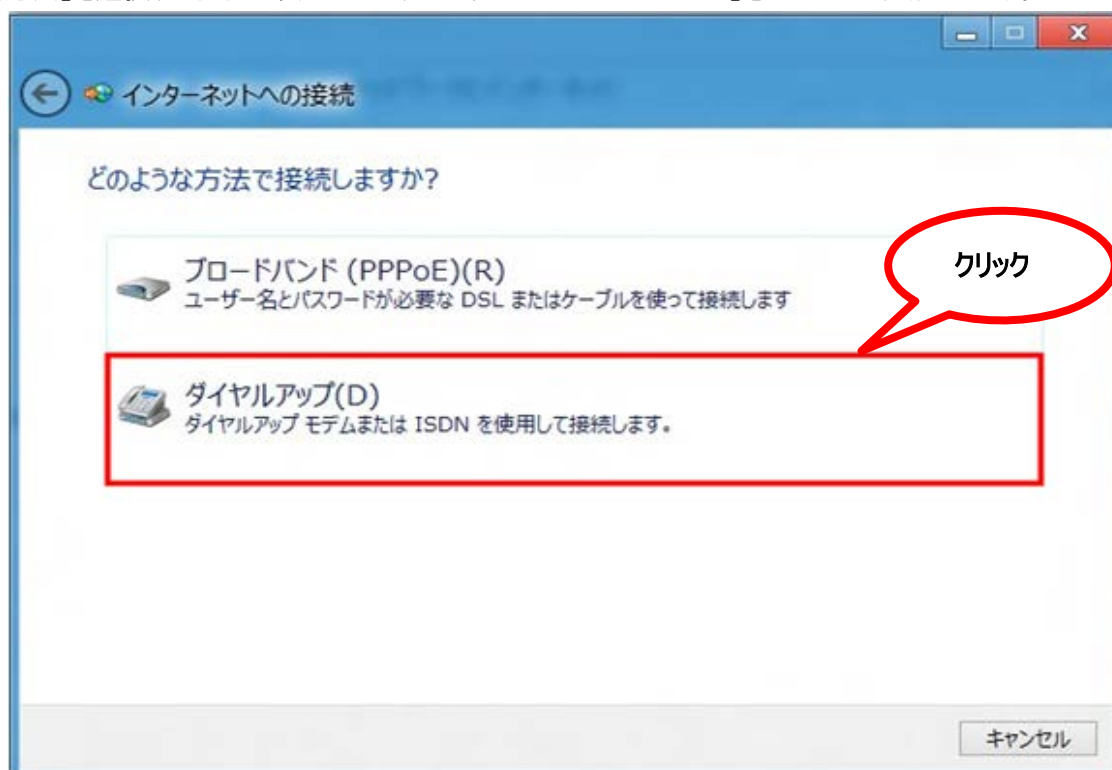 インターネットへの接続
どのような方法で接続しますか?
ブロードバンド (PPPoE)(R)
ユーザー名とパスワードが必要な DSL またはケーブルを使って接続します
クリック
ダイヤルアップ(D)
ダイヤルアップ モデムまたは ISDN を使用して接続します。
キャンセル